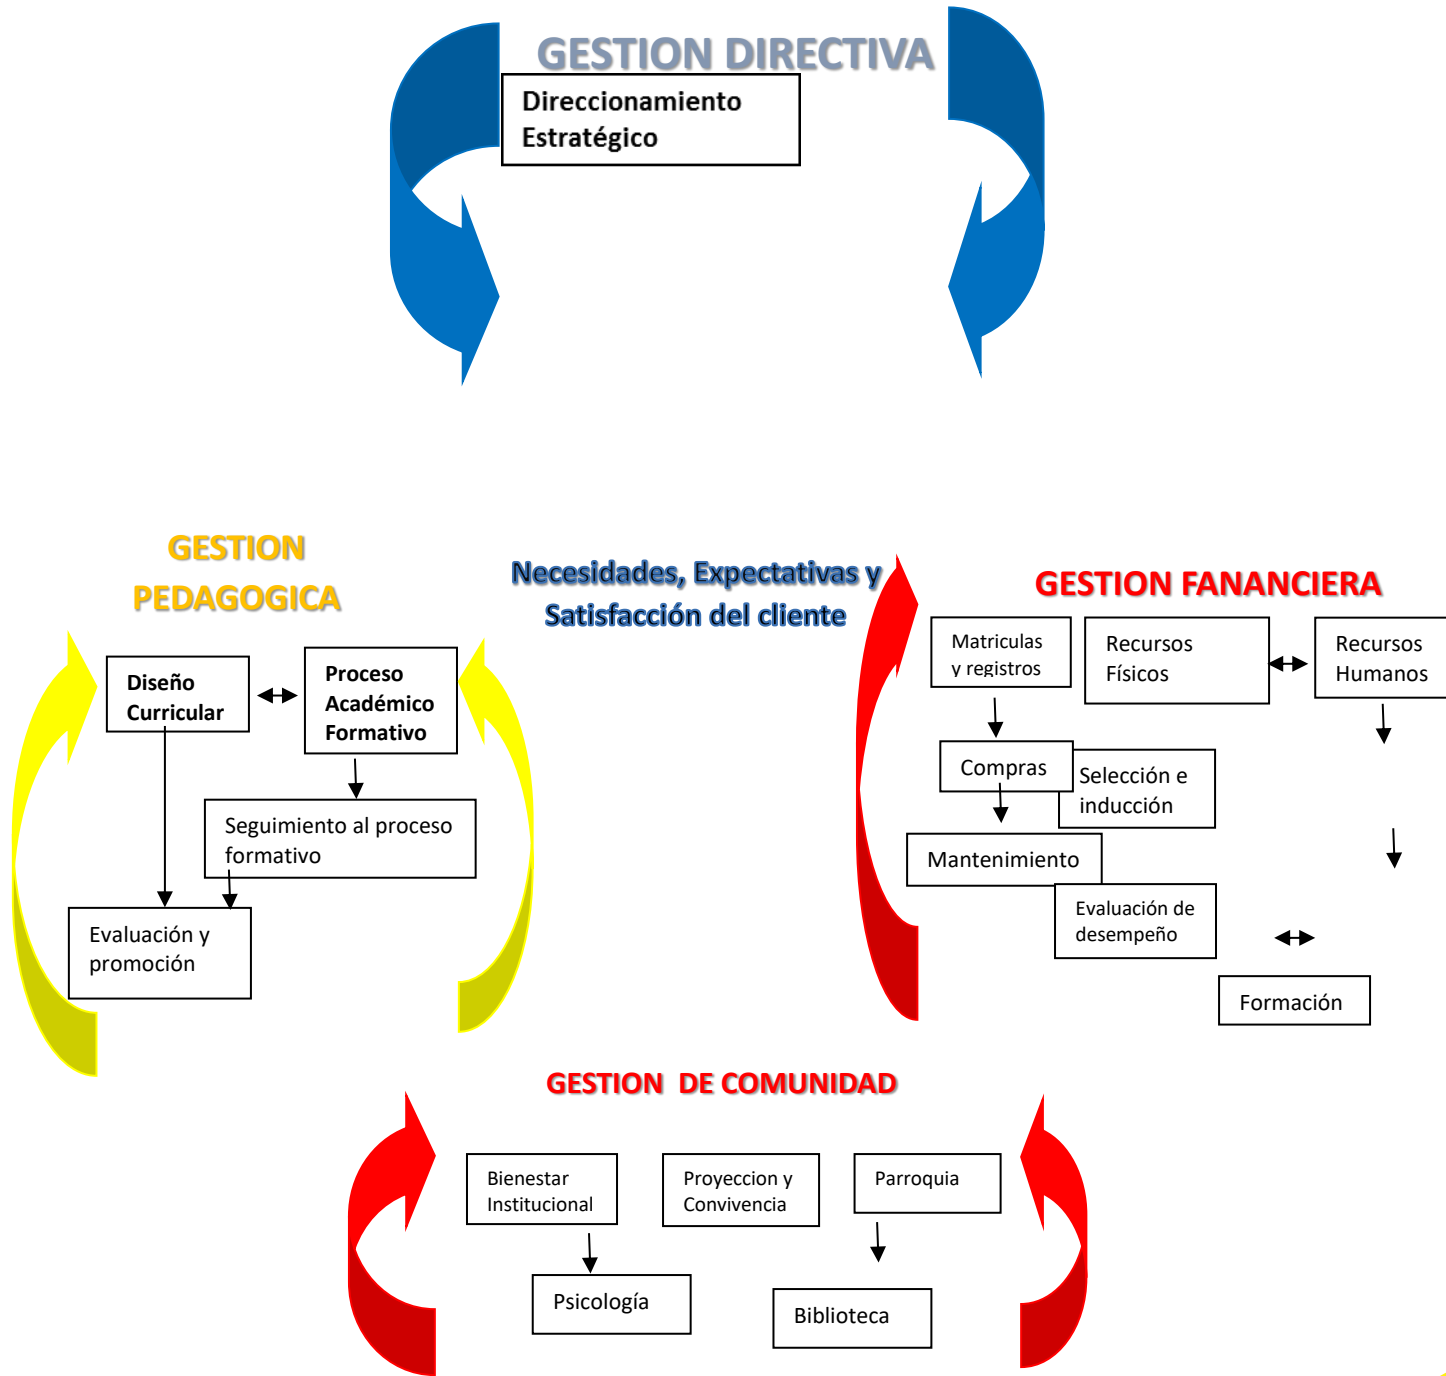 GESTION DIRECTIVA
Direccionamiento
Estratégico
GESTION
PEDAGOGICA
Diseño
Curricular
Proceso
Académico
Formativo
Seguimiento al proceso
formativo
Evaluación y
promoción
Necesidades, Expectativas y
Satisfacción del cliente
GESTION FANANCIERA
Matriculas
y registros
Recursos
Físicos
Recursos
Humanos
Compras
Selección e
inducción
Mantenimiento
Evaluación de
desempeño
Formación
GESTION  DE COMUNIDAD
Bienestar
Institucional
Proyeccion y
Convivencia
Parroquia
Psicología
Biblioteca